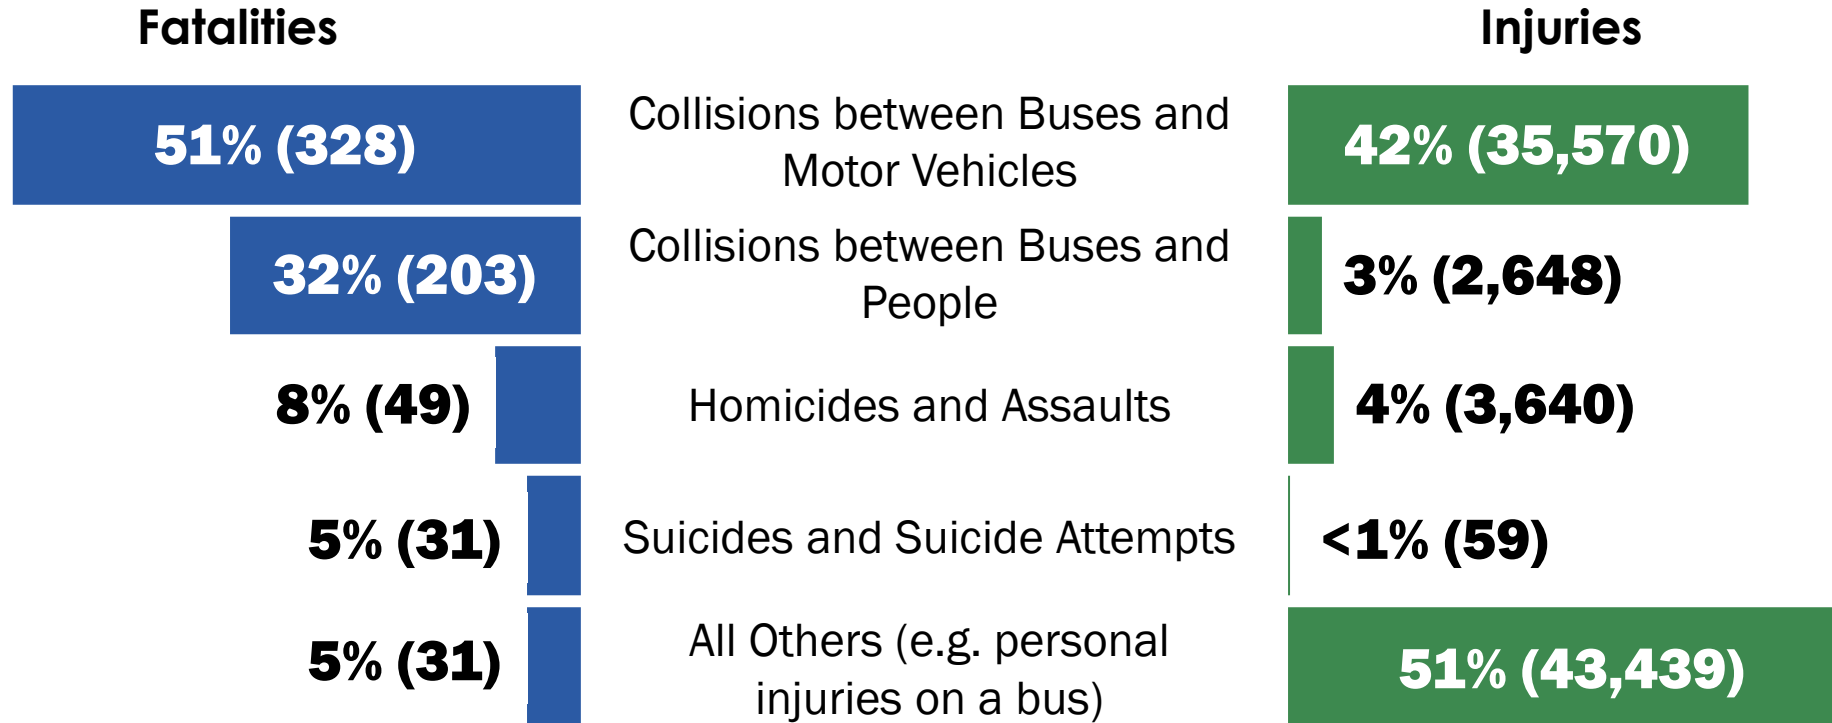 Fatalities
Injuries
51% (328)
Collisions between Buses and
Motor Vehicles
42% (35,570)
32% (203)
Collisions between Buses and
People
3% (2,648)
8% (49)
Homicides and Assaults
4% (3,640)
5% (31)
Suicides and Suicide Attempts
<1% (59)
5% (31)
All Others (e.g. personal
injuries on a bus)
51% (43,439)